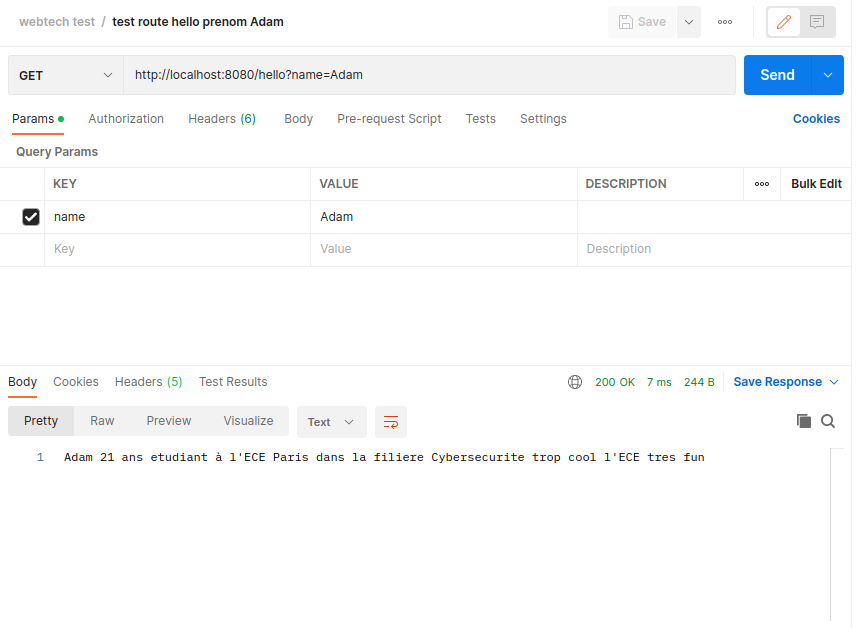 webtech test / test route hello prenom Adam
Save
GET
http://localhost:8080/hello?name=Adam
Send
Params
Authorization
Headers (6)
Body
Pre-request Script
Tests
Settings
Cookies
Query Params
KEY
VALUE
DESCRIPTION
Bulk Edit
name
Adam
Key
Value
Description
Body
Cookies
Headers (5)
Test Results
200 OK
7 ms
244 B
Save Response
Pretty
Raw
Preview
Visualize
Text
1
Adam 21 ans etudiant à l'ECE Paris dans la filiere Cybersecurite trop cool l'ECE tres fun